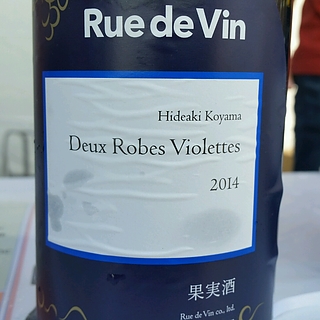 Rue de Vin
Hideaki Koyama
Deux Robes Violettes
2014
果実酒
Rue de Vin co., ltd.